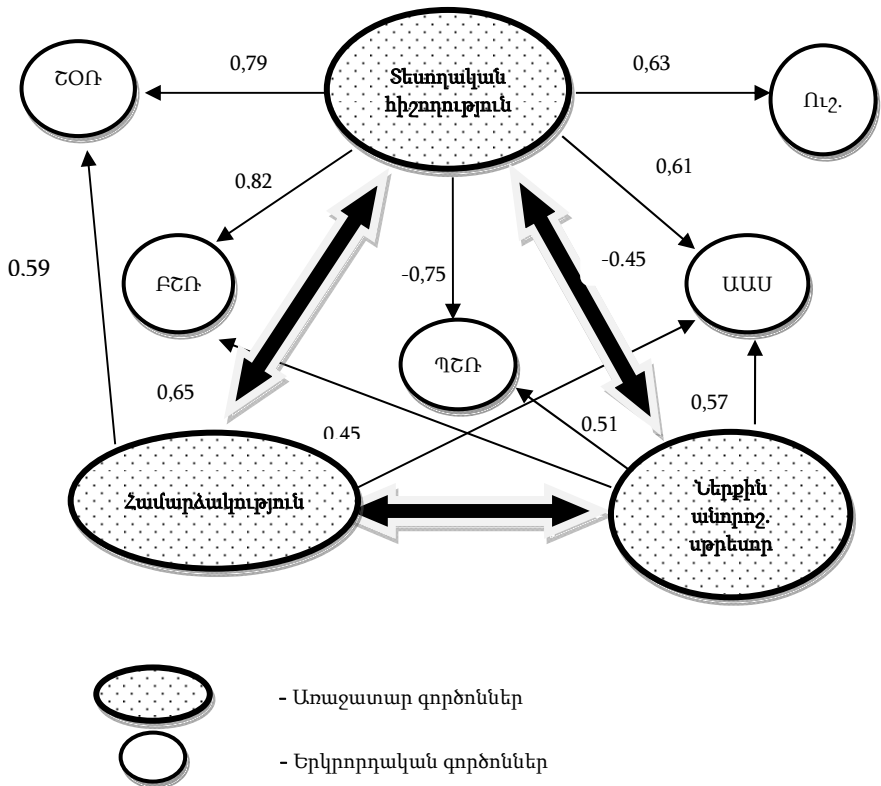 Տեսողական
հիշողություն
ՇՕՌ
0,79
0,63
Ուշ.
0.82
0,61
0.59
ԲՇՌ
-0,75
-0.45
ԱԱՍ
ՊՇՌ
0,65
0,57
0.45
0.51
Համարձակություն
Ներքին
անորոշ.
սթրեսոր
- Առաջատար գործոններ
- Երկրորդական գործոններ